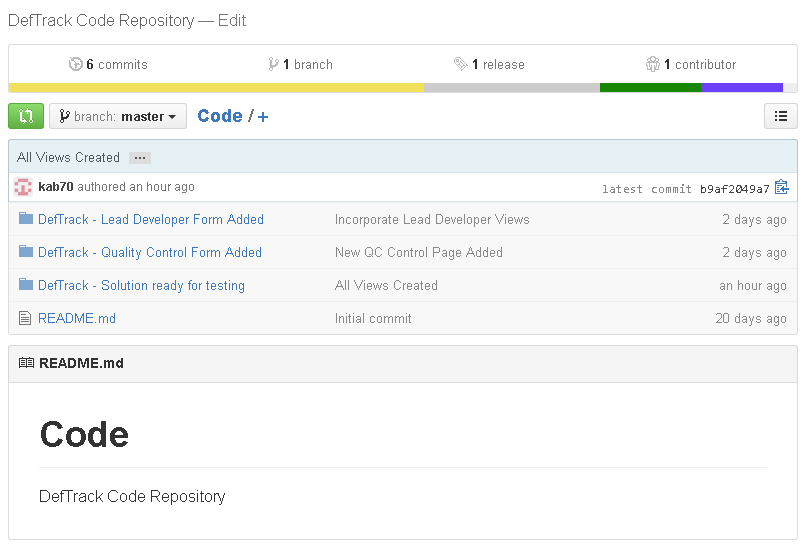 DefTrack Code Repository — Edit
6 commits 1 branch 1 release 1 contributor
branch: master Code / +
All Views Created ...
kab70 authored an hour ago latest commit b9af2049a7
DefTrack - Lead Developer Form Added Incorporate Lead Developer Views 2 days ago
DefTrack - Quality Control Form Added New QC Control Page Added 2 days ago
DefTrack - Solution ready for testing All Views Created an hour ago
README.md Initial commit 20 days ago
README.md
Code
DefTrack Code Repository